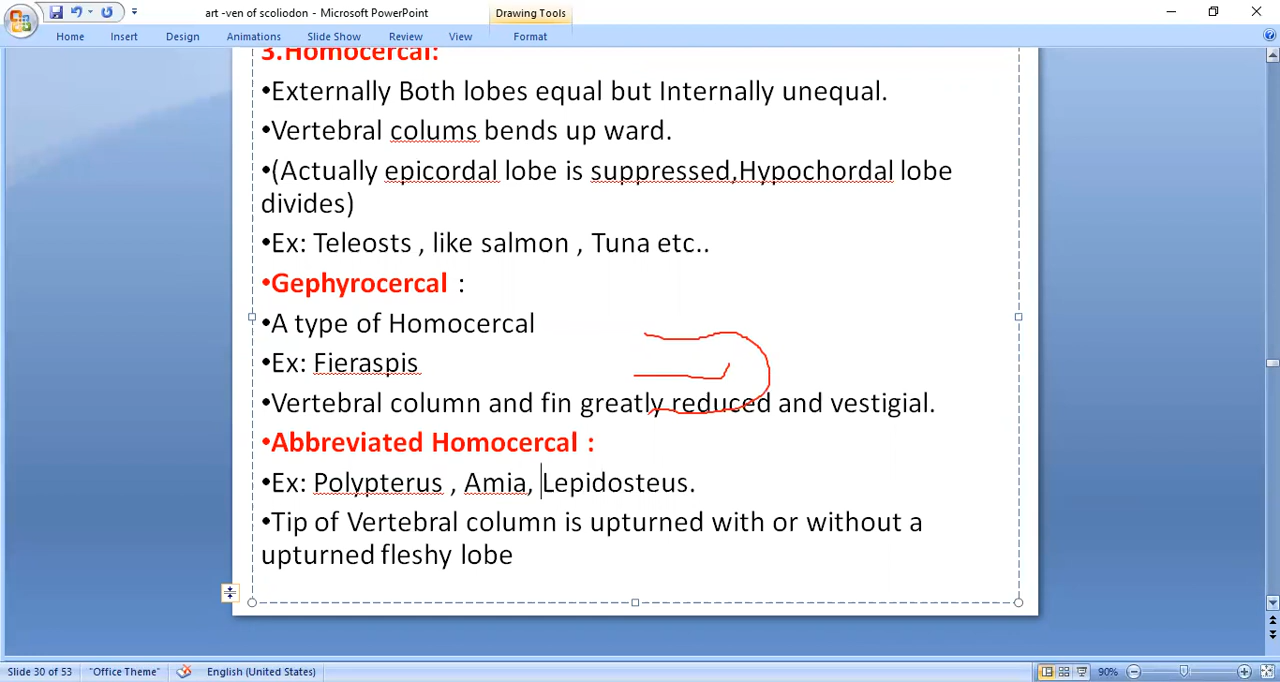 art -ven of scoliodon - Microsoft PowerPoint
Drawing Tools
Home Insert Design Animations Slide Show Review View Format
3.Homocercal:
•Externally Both lobes equal but Internally unequal.
•Vertebral colums bends up ward.
•(Actually epicordal lobe is suppressed,Hypochordal lobe
divides)
•Ex: Teleosts , like salmon , Tuna etc..
•Gephyrocercal :
•A type of Homocercal
•Ex: Fieraspis
•Vertebral column and fin greatly reduced and vestigial.
•Abbreviated Homocercal :
•Ex: Polypterus , Amia, Lepidosteus.
•Tip of Vertebral column is upturned with or without a
upturned fleshy lobe
Slide 30 of 53 "Office Theme" English (United States) 90%